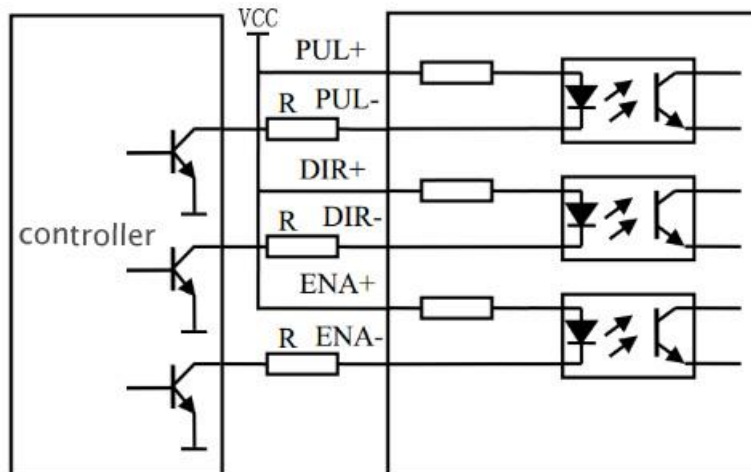 VCC
PUL+
R PUL-
DIR+
R DIR-
controller
ENA+
R ENA-